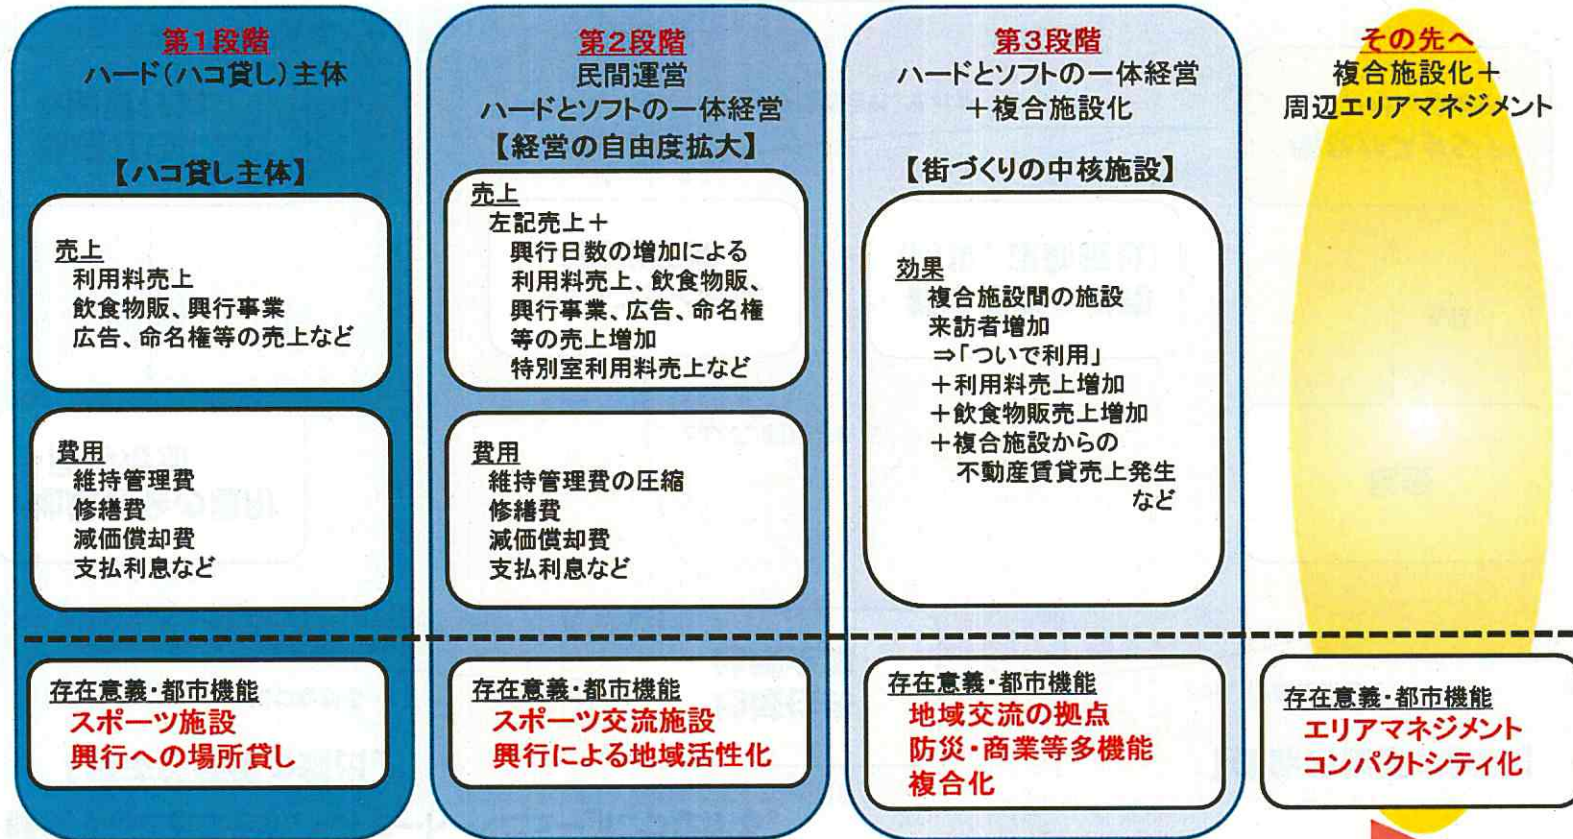 第1段階
ハード(ハコ貸し)主体
【ハコ貸し主体】
売上
利用料売上
飲食物販、興行事業
広告、命名権等の売上など
費用
維持管理費
修繕費
減価償却費
支払利息など
存在意義・都市機能
スポーツ施設
興行への場所貸し
第2段階
民間運営
ハードとソフトの一体経営
【経営の自由度拡大】
売上
左記売上+
興行日数の増加による
利用料売上、飲食物販、
興行事業、広告、命名権
等の売上増加
特別室利用料売上など
費用
維持管理費の圧縮
修繕費
減価償却費
支払利息など
存在意義・都市機能
スポーツ交流施設
興行による地域活性化
第3段階
ハードとソフトの一体経営
+複合施設化
【街づくりの中核施設】
効果
複合施設間の施設
来訪者増加
⇒「ついで利用」
+利用料売上増加
+飲食物販売上増加
+複合施設からの
不動産賃貸売上発生
など
存在意義・都市機能
地域交流の拠点
防災・商業等多機能
複合化
その先へ
複合施設化+
周辺エリアマネジメント
存在意義・都市機能
エリアマネジメント
コンパクトシティ化